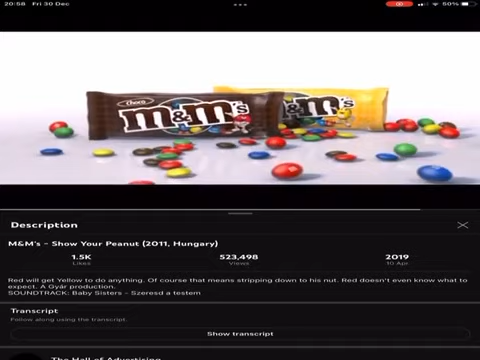 20:58 Fri 30 Dec
50%
Choco
m&m's
m&m's
Description
M&M's - Show Your Peanut (2011, Hungary)
1.5K
523,498
2019
Likes
Views
10 Apr
Red will get Yellow to do anything. Of course that means stripping down to his nut. Red doesn't even know what to
expect. A Gyár production.
SOUNDTRACK: Baby Sisters - Szeresd a testem
Transcript
Follow along using the transcript.
Show transcript
The Hall of Advertising